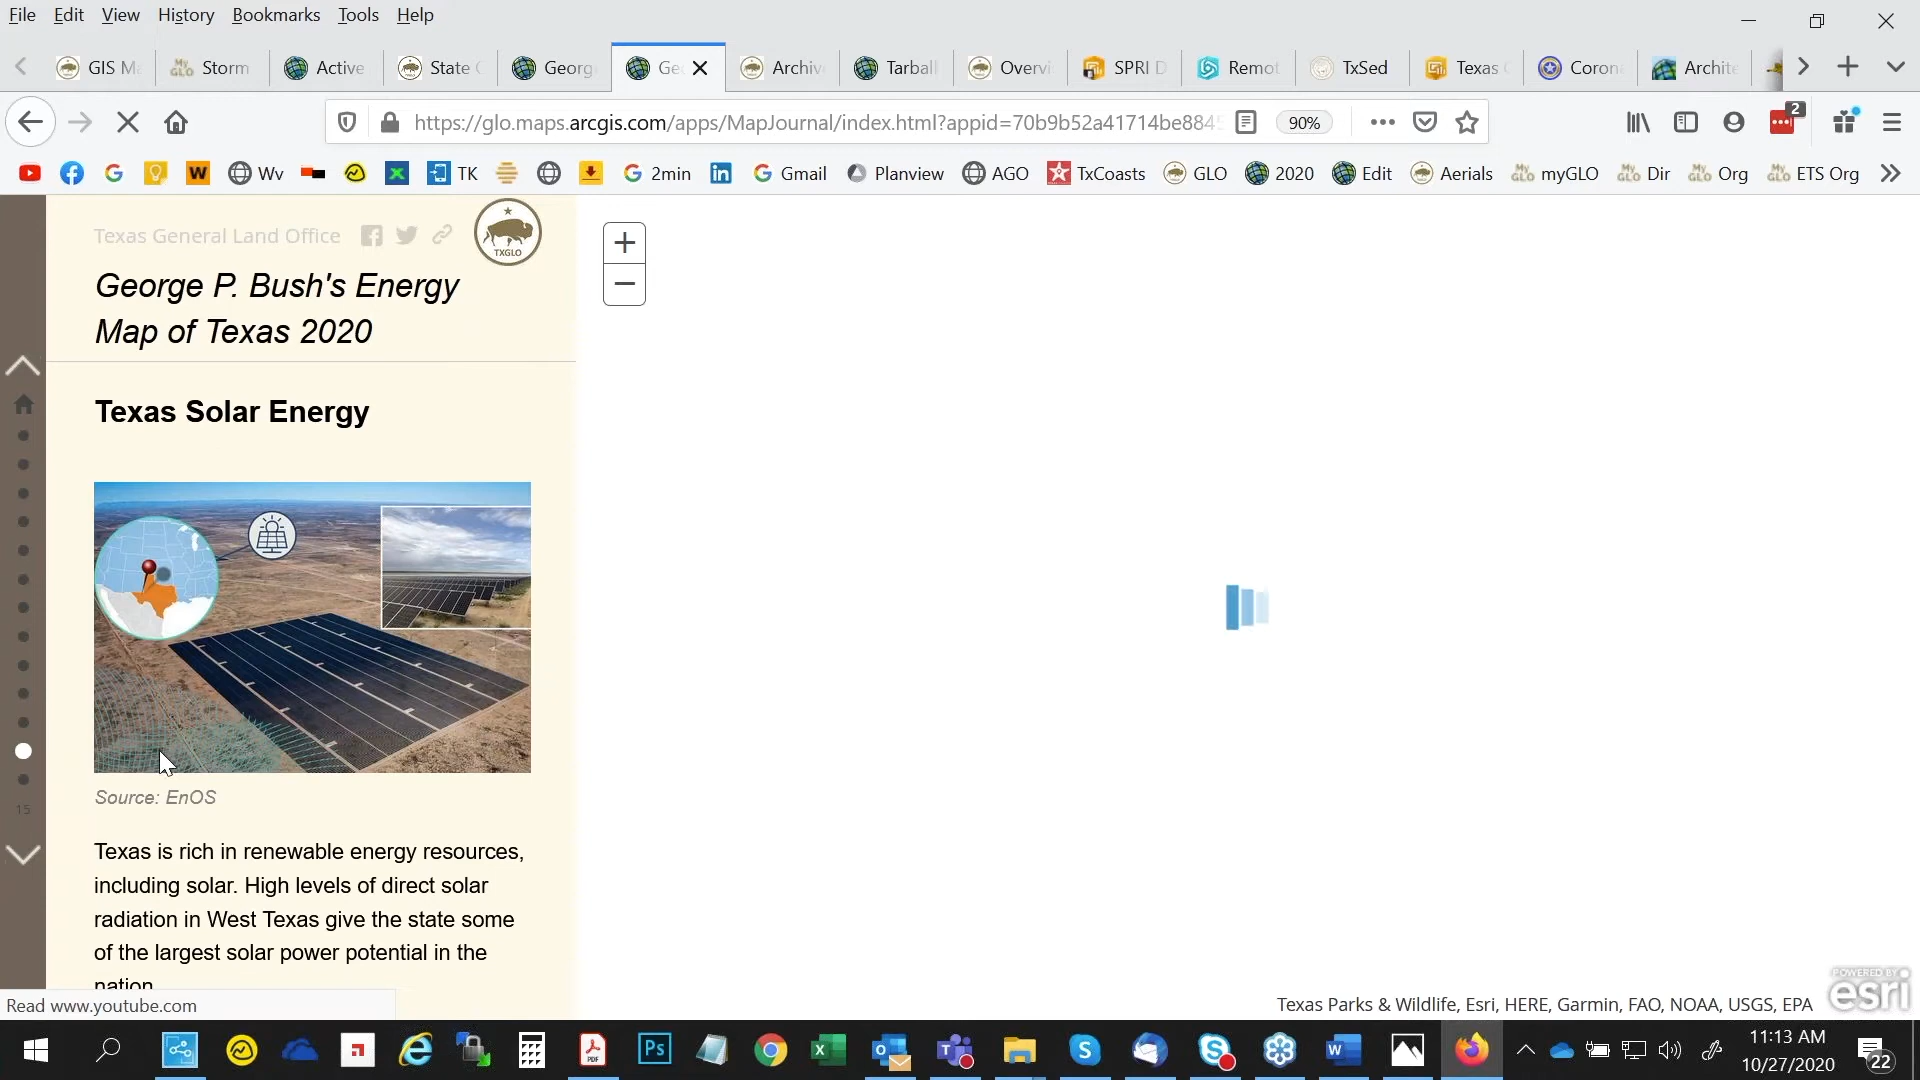 File Edit View History Bookmarks Tools Help
GIS M Storm Active State Georg Ge Archiv Tarball Overvi SPRI D Remot TxSed Texas Coron Archit
https://glo.maps.arcgis.com/apps/MapJournal/index.html?appid=70b9b52a41714be8845 90% 2
Wv TK 2min Gmail Planview AGO TxCoasts GLO 2020 Edit Aerials myGLO Dir Org ETS Org
Texas General Land Office
TXGLO
George P. Bush's Energy
Map of Texas 2020
Texas Solar Energy
Source: EnOS
15
Texas is rich in renewable energy resources,
including solar. High levels of direct solar
radiation in West Texas give the state some
of the largest solar power potential in the
nation
Read www.youtube.com
Texas Parks & Wildlife, Esri, HERE, Garmin, FAO, NOAA, USGS, EPA
POWERED BY
esri
11:13 AM
10/27/2020
22